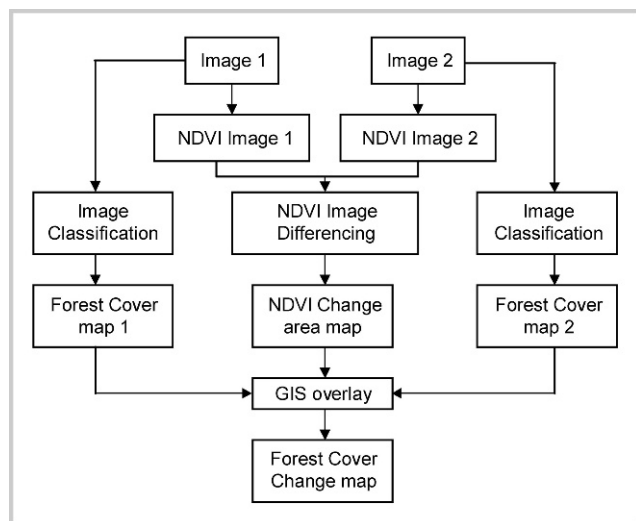 Image 1
Image 2
NDVI Image 1
NDVI Image 2
Image
Classification
NDVI Image
Differencing
Image
Classification
Forest Cover
map 1
NDVI Change
area map
Forest Cover
map 2
GIS overlay
Forest Cover
Change map